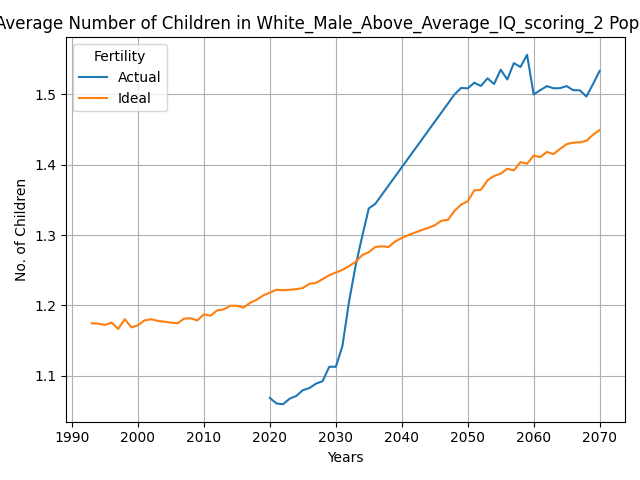 Average Number of Children in White_Male_Above_Average_IQ_scoring_2 Pop
Fertility
Actual
Ideal
No. of Children
1.5
1.4
1.3
1.2
1.1
1990 2000 2010 2020 2030 2040 2050 2060 2070
Years